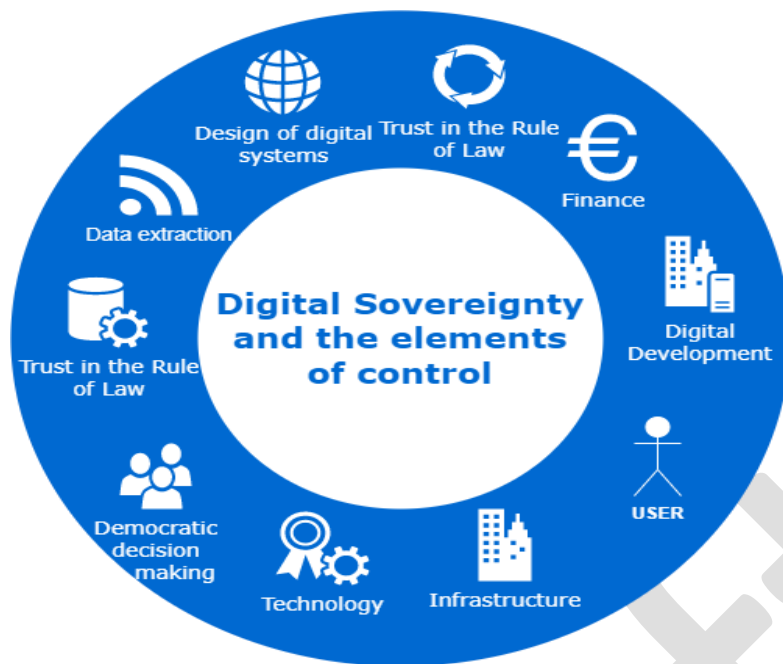 Design of digital
systems
Trust in the Rule
of Law
€
Finance
Data extraction
Digital Sovereignty
and the elements
of control
Digital
Development
Trust in the Rule
of Law
USER
Democratic
decision
making
Technology
Infrastructure